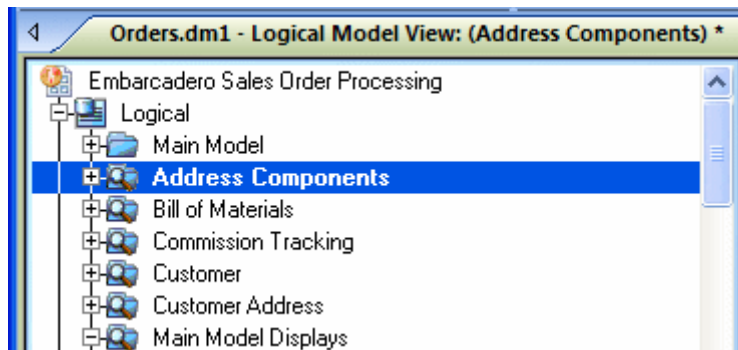 Orders.dm1 - Logical Model View: (Address Components) *
Embarcadero Sales Order Processing
Logical
Main Model
Address Components
Bill of Materials
Commission Tracking
Customer
Customer Address
Main Model Displays